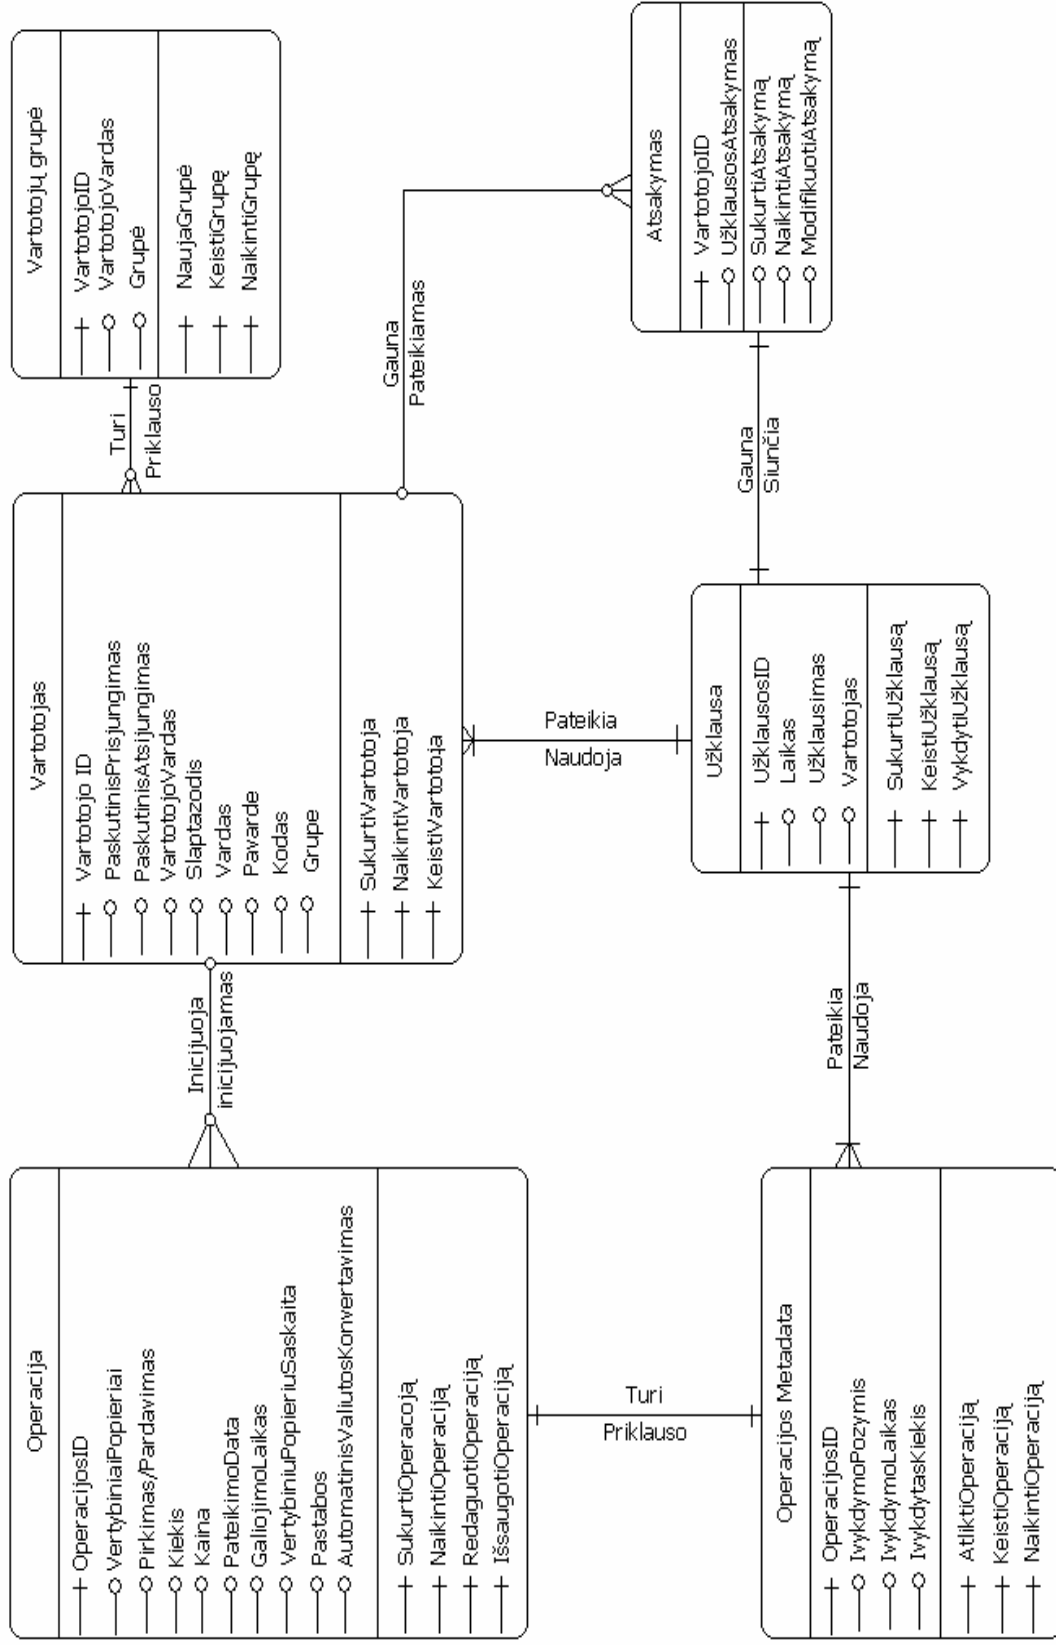 Operacija
OperacijosID
VertybiniaiPopieriai
Pirkimas/Pardavimas
Kiekis
Kaina
PateikimoData
GaliojimoLaikas
VertybiniuPopieriuSaskaita
Pastabos
AutomatinisValiutosKonvertavimas
SukurtiOperacoją
NaikintiOperaciją
RedaguotiOperaciją
IšsaugotiOperaciją
Inicijuoja
inicijuojamas
Vartotojas
Vartotojo ID
PaskutinisPrisjungimas
PaskutinisAtsijungimas
VartotojoVardas
Slaptazodis
Vardas
Pavarde
Kodas
Grupe
SukurtiVartotoja
NaikintiVartotoja
KeistiVartotoja
Turi
Priklauso
Vartotojų grupė
VartotojoID
VartotojoVardas
Grupė
NaujaGrupė
KeistiGrupę
NaikintiGrupę
Gauna
Pateikiamas
Turi
Priklauso
Pateikia
Naudoja
Operacijos Metadata
OperacijosID
IvykdymoPozymis
IvykdymoLaikas
IvykdytasKiekis
AtliktiOperaciją
KeistiOperaciją
NaikintiOperaciją
Pateikia
Naudoja
Užklausa
UžklausosID
Laikas
Užklausimas
Vartotojas
SukurtiUžklausą
KeistiUžklausą
VykdytiUžklausą
Gauna
Siunčia
Atsakymas
VartotojoID
UžklausosAtsakymas
SukurtiAtsakymą
NaikintiAtsakymą
ModifikuotiAtsakymą